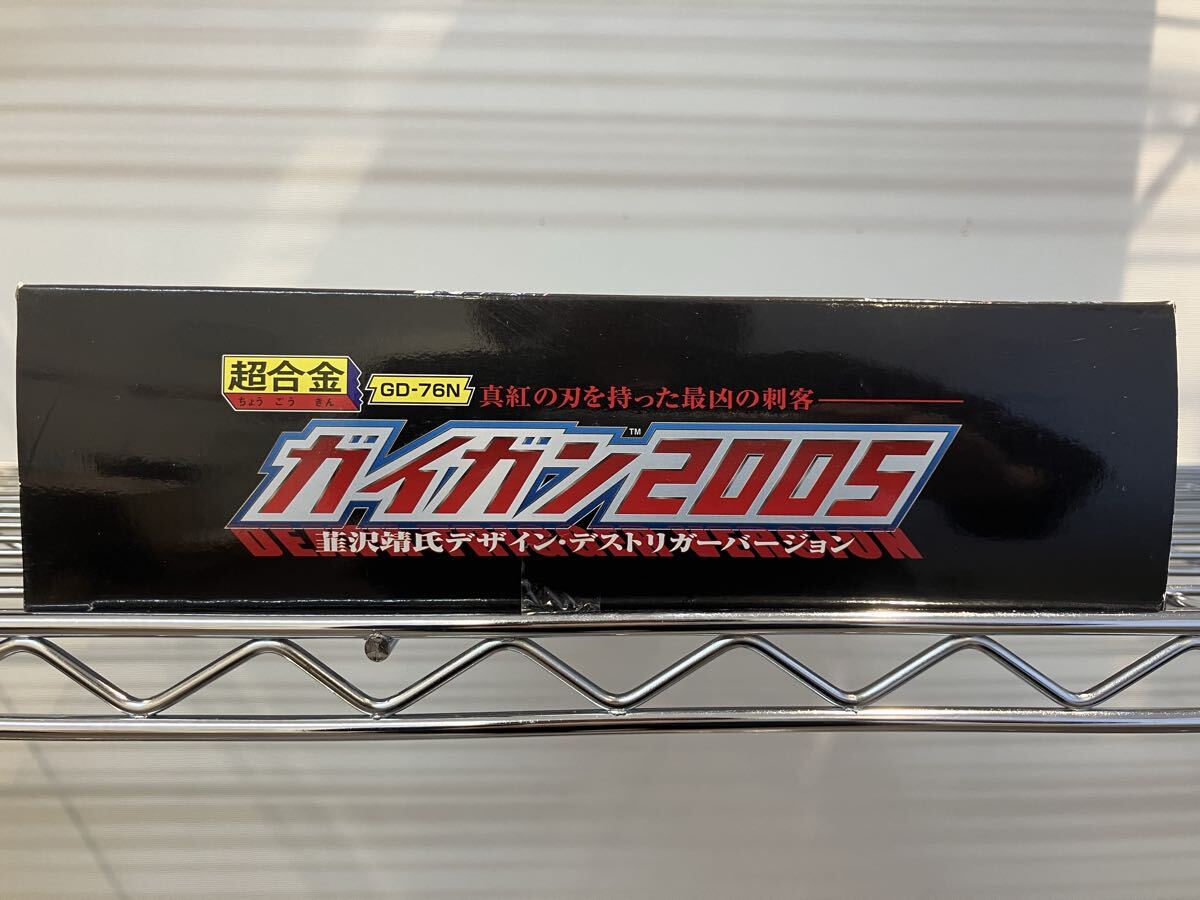 超合金
ちょう ごう きん
GD-76N
真紅の刃を持った最凶の刺客
ガイガン™2005
韮沢靖氏デザイン・デストリガーバージョン